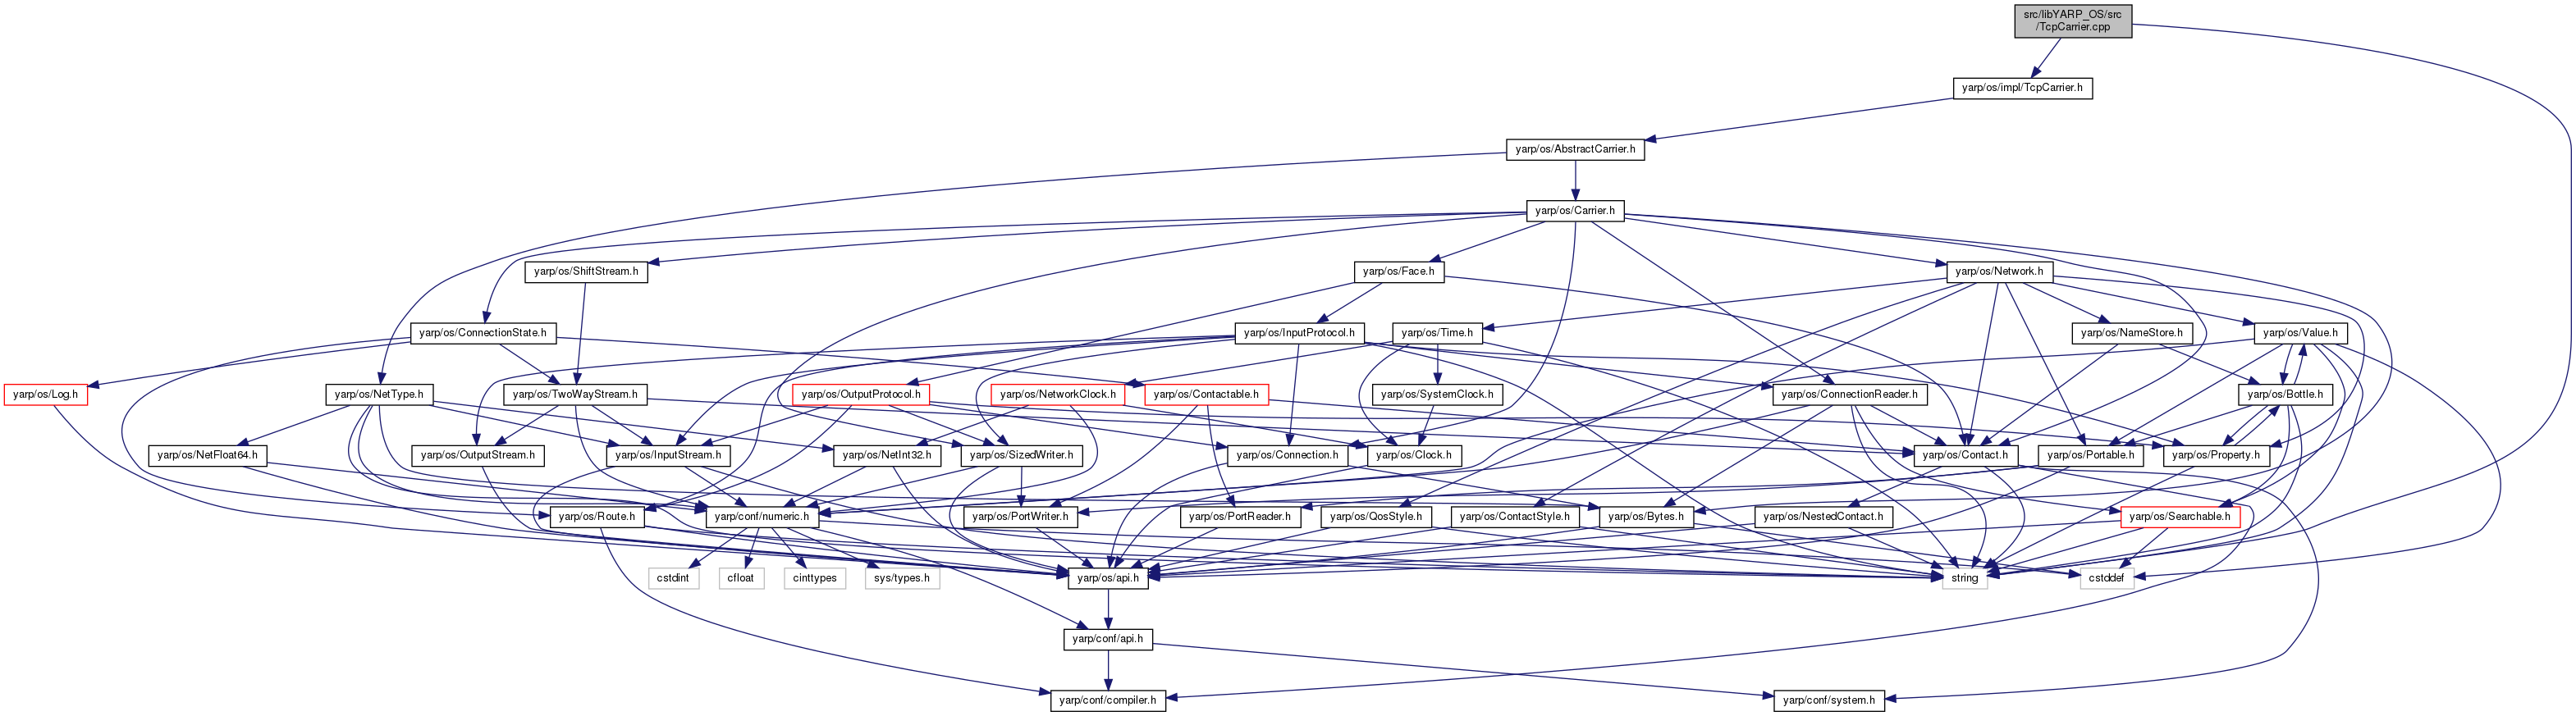 src/libYARP_OS/src
/TcpCarrier.cpp
yarp/os/impl/TcpCarrier.h
yarp/os/AbstractCarrier.h
yarp/os/Carrier.h
yarp/os/ShiftStream.h
yarp/os/Face.h
yarp/os/Network.h
yarp/os/ConnectionState.h
yarp/os/InputProtocol.h
yarp/os/Time.h
yarp/os/NameStore.h
yarp/os/Value.h
yarp/os/Log.h
yarp/os/NetType.h
yarp/os/TwoWayStream.h
yarp/os/OutputProtocol.h
yarp/os/NetworkClock.h
yarp/os/Contactable.h
yarp/os/SystemClock.h
yarp/os/ConnectionReader.h
yarp/os/Bottle.h
yarp/os/NetFloat64.h
yarp/os/OutputStream.h
yarp/os/InputStream.h
yarp/os/NetInt32.h
yarp/os/SizedWriter.h
yarp/os/Connection.h
yarp/os/Clock.h
yarp/os/Contact.h
yarp/os/Portable.h
yarp/os/Property.h
yarp/os/Route.h
yarp/conf/numeric.h
yarp/os/PortWriter.h
yarp/os/PortReader.h
yarp/os/QosStyle.h
yarp/os/ContactStyle.h
yarp/os/Bytes.h
yarp/os/NestedContact.h
yarp/os/Searchable.h
cstdint
cfloat
cinttypes
sys/types.h
yarp/os/api.h
string
cstddef
yarp/conf/api.h
yarp/conf/compiler.h
yarp/conf/system.h